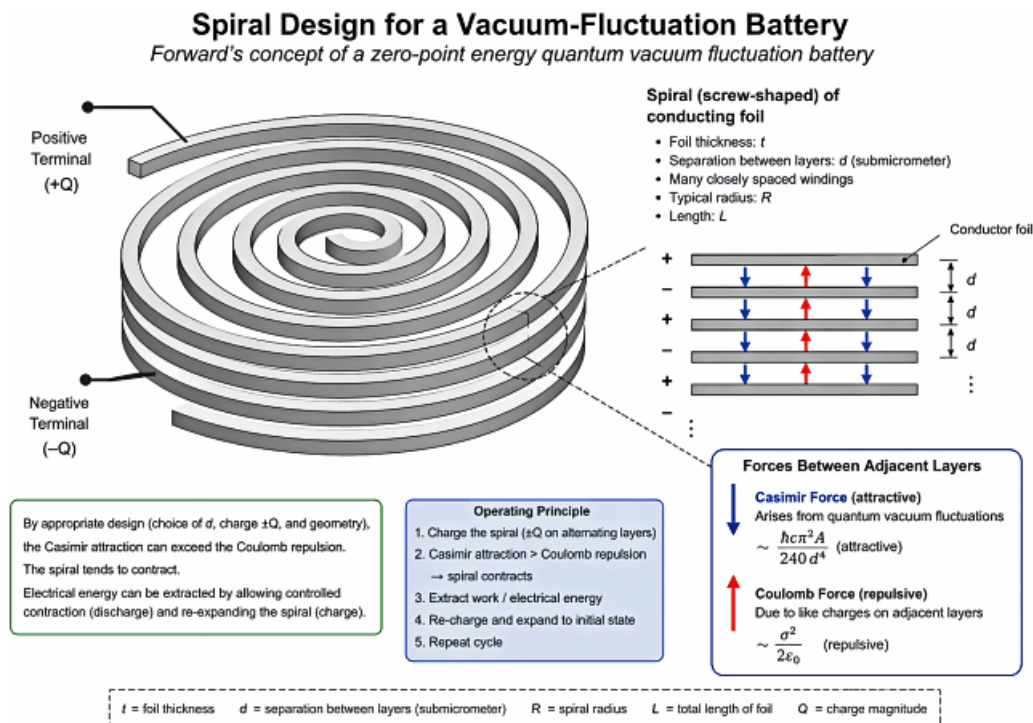 Spiral Design for a Vacuum-Fluctuation Battery
Forward's concept of a zero-point energy quantum vacuum fluctuation battery
Positive
Terminal
(+Q)
Negative
Terminal
(–Q)
Spiral (screw-shaped) of
conducting foil
• Foil thickness: t
• Separation between layers: d (submicrometer)
• Many closely spaced windings
• Typical radius: R
• Length: L
Conductor foil
+
–
+
–
+
–
⋮
d
d
d
⋮
Forces Between Adjacent Layers
Casimir Force (attractive)
Arises from quantum vacuum fluctuations
~ ħcπ²A / 240 d⁴ (attractive)
Coulomb Force (repulsive)
Due to like charges on adjacent layers
~ σ² / 2ε₀ (repulsive)
By appropriate design (choice of d, charge ±Q, and geometry),
the Casimir attraction can exceed the Coulomb repulsion.
The spiral tends to contract.
Electrical energy can be extracted by allowing controlled
contraction (discharge) and re-expanding the spiral (charge).
Operating Principle
1. Charge the spiral (±Q on alternating layers)
2. Casimir attraction > Coulomb repulsion
→ spiral contracts
3. Extract work / electrical energy
4. Re-charge and expand to initial state
5. Repeat cycle
t = foil thickness d = separation between layers (submicrometer) R = spiral radius L = total length of foil Q = charge magnitude